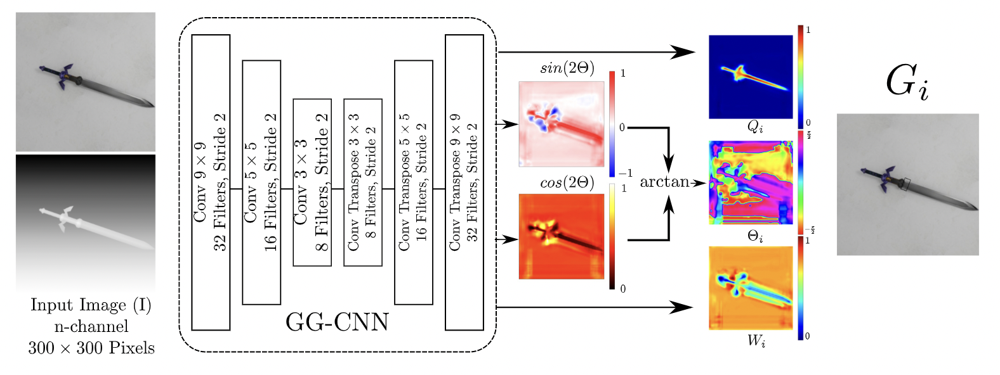 Input Image (I)
n-channel
300 × 300 Pixels
Conv 9 × 9
32 Filters, Stride 2
Conv 5 × 5
16 Filters, Stride 2
Conv 3 × 3
8 Filters, Stride 2
Conv Transpose 3 × 3
8 Filters, Stride 2
Conv Transpose 5 × 5
16 Filters, Stride 2
Conv Transpose 9 × 9
32 Filters, Stride 2
GG-CNN
sin(2Θ)
1
0
−1
cos(2Θ)
1
0
arctan
1
0
Q_i
π/2
−π/2
Θ_i
1
0
W_i
G_i